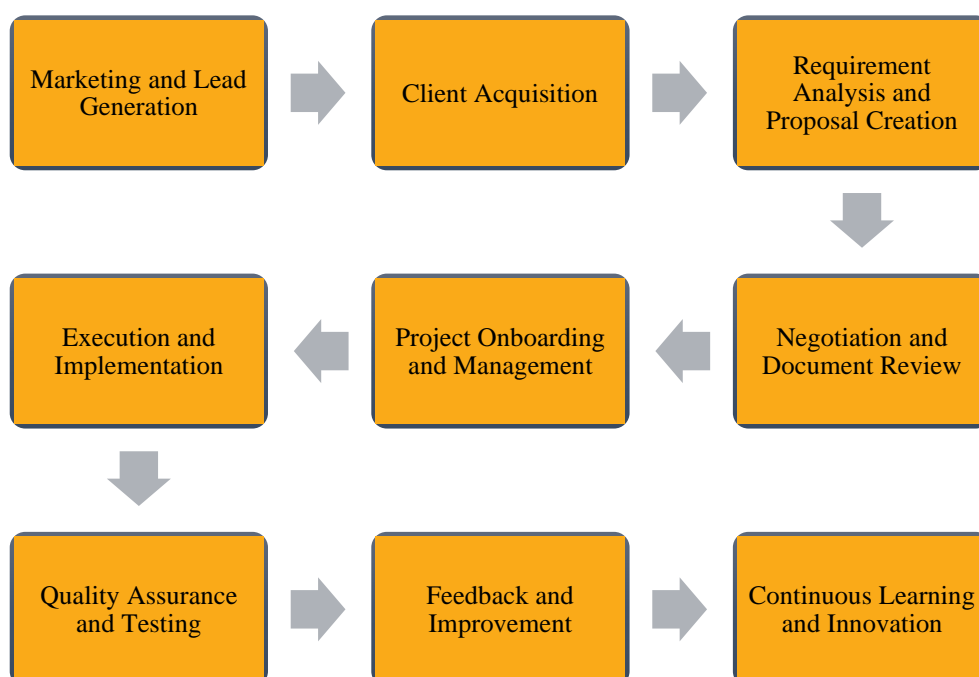 Marketing and Lead
Generation
Client Acquisition
Requirement
Analysis and
Proposal Creation
Negotiation and
Document Review
Project Onboarding
and Management
Execution and
Implementation
Quality Assurance
and Testing
Feedback and
Improvement
Continuous Learning
and Innovation